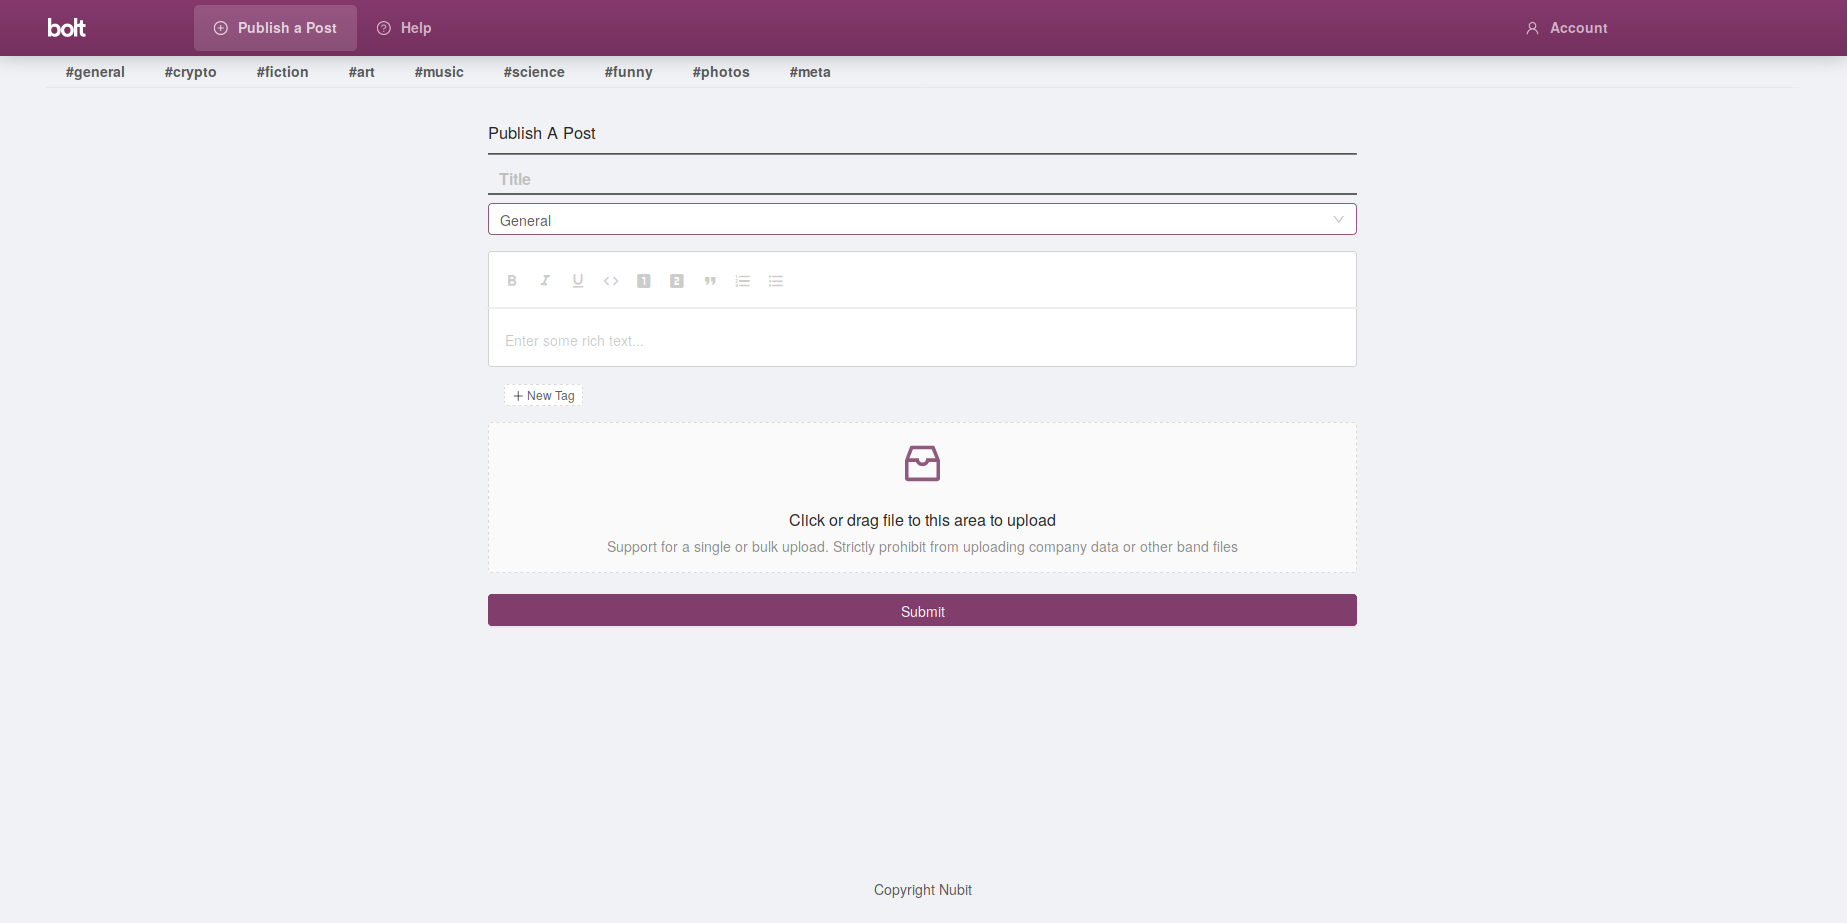 bolt
Publish a Post
Help
Account
#general
#crypto
#fiction
#art
#music
#science
#funny
#photos
#meta
Publish A Post
Title
General
B I U <> 1 2
Enter some rich text...
+ New Tag
Click or drag file to this area to upload
Support for a single or bulk upload. Strictly prohibit from uploading company data or other band files
Submit
Copyright Nubit